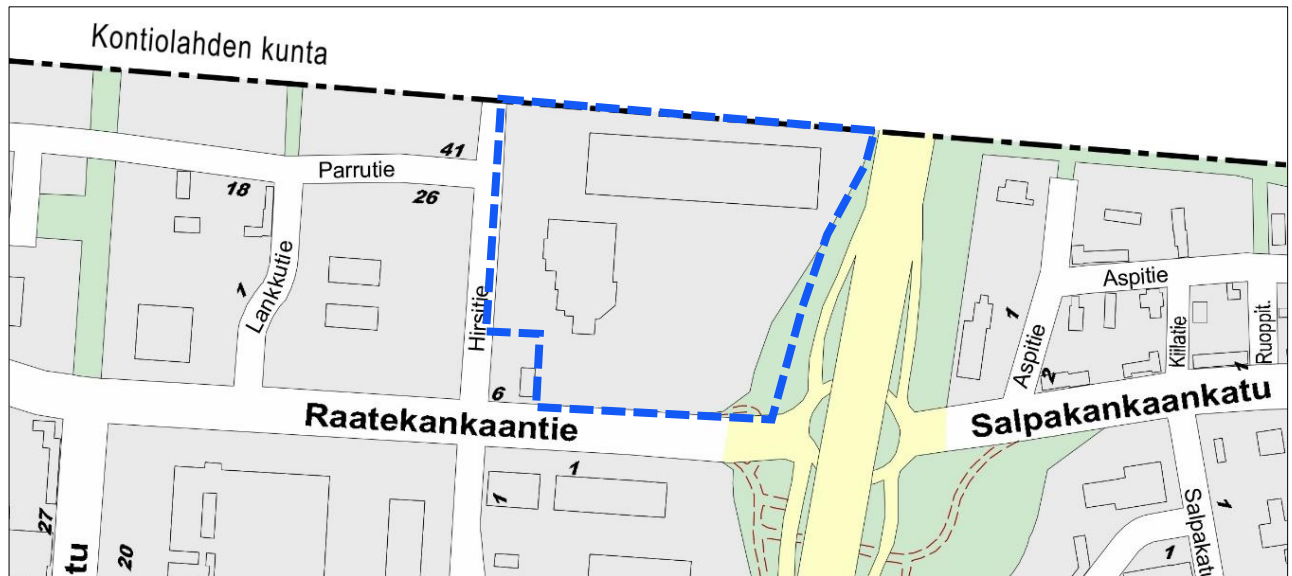 Kontiolahden kunta
41
Parrutie
18
26
Lankkutie
1
Hirsitie
6
Raatekankaantie
Aspitie
1
Aspitie
2
Kiilatie
Ruoppit.
1
Salpakankaankatu
1
1
27
20
tu
Salpakatu
1
1